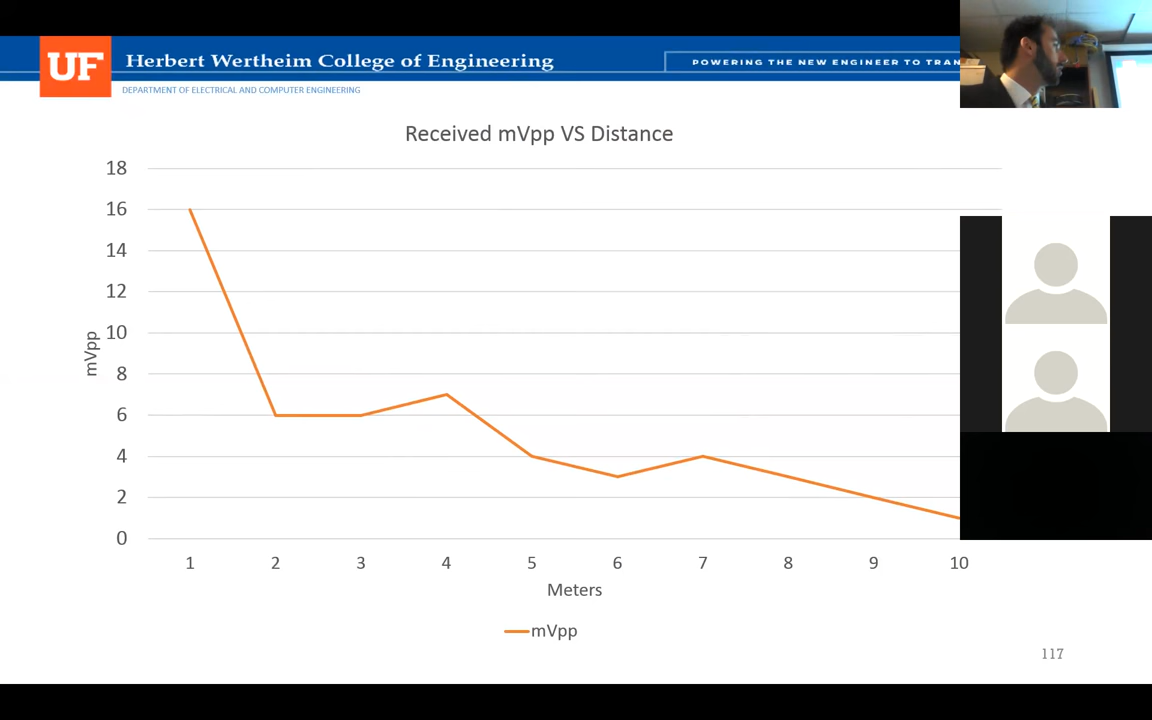 UF
Herbert Wertheim College of Engineering
POWERING THE NEW ENGINEER TO TRAN
DEPARTMENT OF ELECTRICAL AND COMPUTER ENGINEERING
Received mVpp VS Distance
18
16
14
12
10
8
6
4
2
0
mVpp
1 2 3 4 5 6 7 8 9 10
Meters
mVpp
117